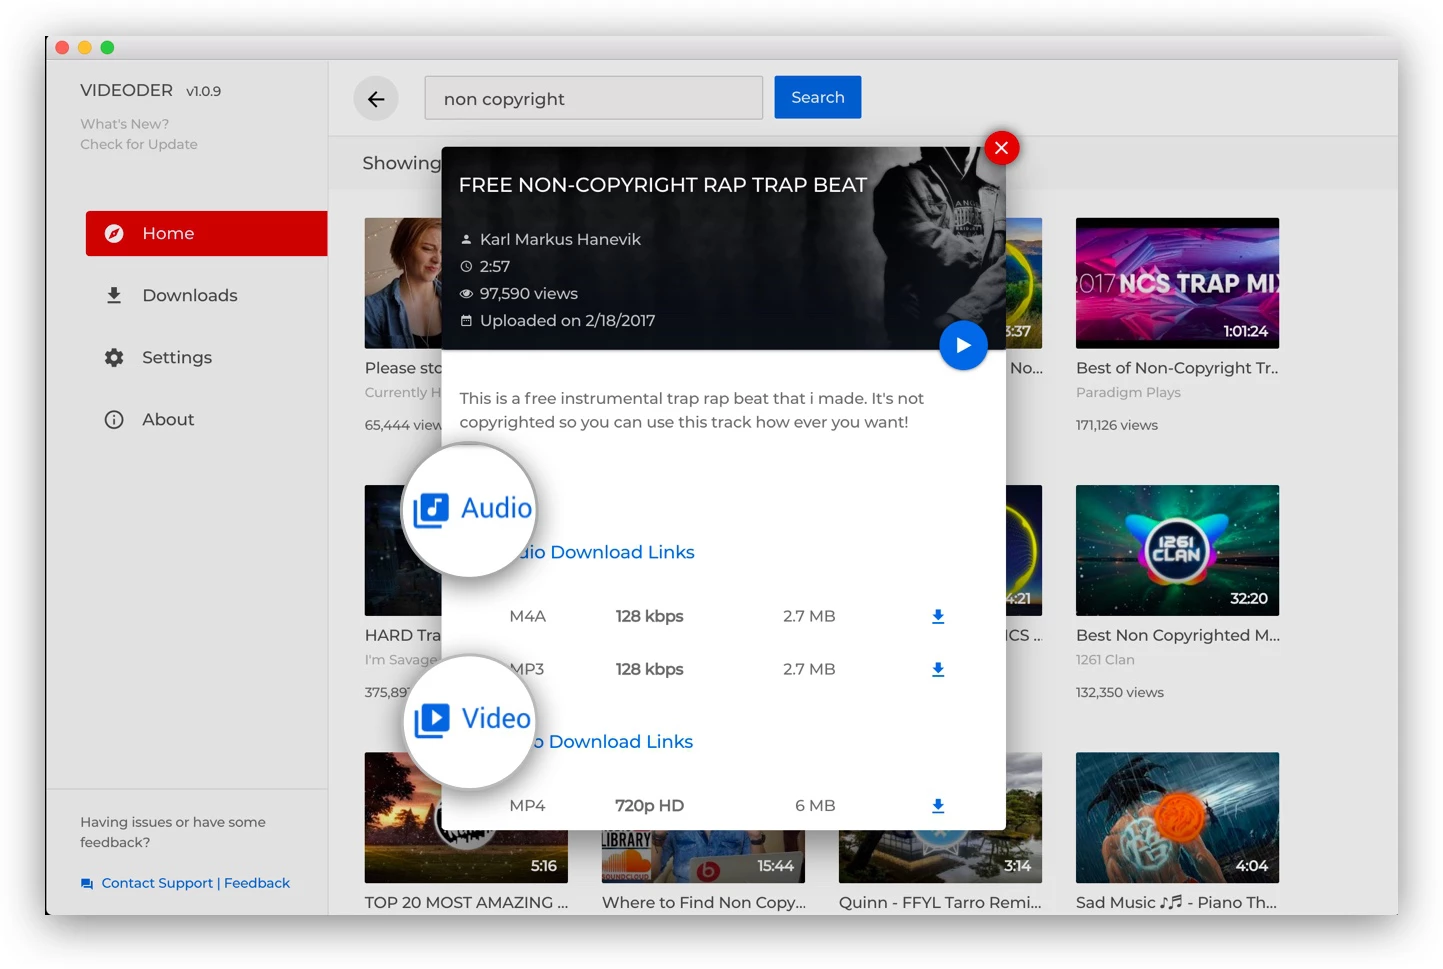 VIDEODER v1.0.9
What's New?
Check for Update
Home
Downloads
Settings
About
Having issues or have some
feedback?
Contact Support | Feedback
non copyright
Search
Showing
FREE NON-COPYRIGHT RAP TRAP BEAT
Karl Markus Hanevik
2:57
97,590 views
Uploaded on 2/18/2017
This is a free instrumental trap rap beat that i made. It's not
copyrighted so you can use this track how ever you want!
Audio
dio Download Links
M4A 128 kbps 2.7 MB
MP3 128 kbps 2.7 MB
Video
o Download Links
MP4 720p HD 6 MB
Please sto
Currently H
65,444 view
3:37
No...
2017 NCS TRAP MIX
1:01:24
Best of Non-Copyright Tr..
Paradigm Plays
171,126 views
HARD Tra
I'm Savage
375,897
4:21
ICS ...
1261
CLAN
32:20
Best Non Copyrighted M...
1261 Clan
132,350 views
5:16
TOP 20 MOST AMAZING ...
LIBRARY
SOUNDCLOUD
15:44
Where to Find Non Copy...
3:14
Quinn - FFYL Tarro Remi...
4:04
Sad Music ♪♬ - Piano Th...